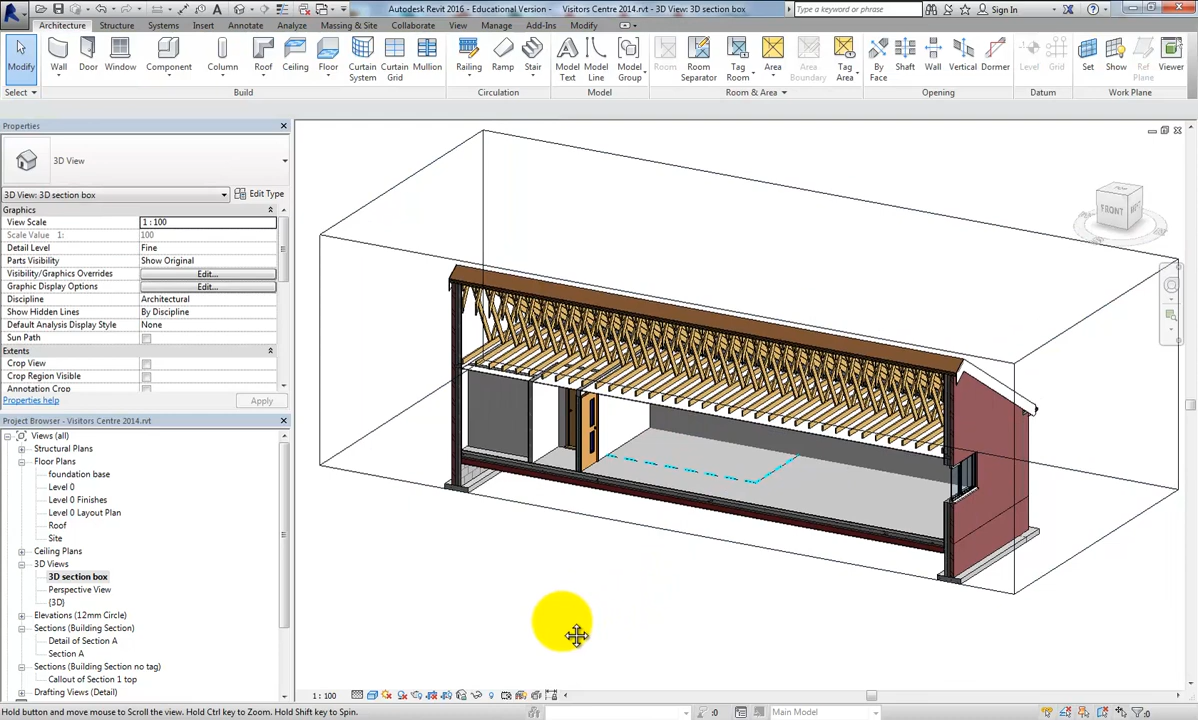 Autodesk Revit 2016 - Educational Version - Visitors Centre 2014.rvt - 3D View: 3D section box
Type a keyword or phrase
Sign In
Architecture Structure Systems Insert Annotate Analyze Massing & Site Collaborate View Manage Add-Ins Modify
Modify Wall Door Window Component Column Roof Ceiling Floor Curtain System Curtain Grid Mullion Railing Ramp Stair Model Text Model Line Model Group Room Room Separator Tag Room Area Area Boundary Tag Area By Face Shaft Wall Vertical Dormer Level Grid Set Show Ref Plane Viewer
Select Build Circulation Model Room & Area Opening Datum Work Plane
Properties
3D View
3D View: 3D section box Edit Type
Graphics
View Scale 1 : 100
Scale Value 1: 100
Detail Level Fine
Parts Visibility Show Original
Visibility/Graphics Overrides Edit...
Graphic Display Options Edit...
Discipline Architectural
Show Hidden Lines By Discipline
Default Analysis Display Style None
Sun Path
Extents
Crop View
Crop Region Visible
Annotation Crop
Properties help Apply
Project Browser - Visitors Centre 2014.rvt
Views (all)
Structural Plans
Floor Plans
foundation base
Level 0
Level 0 Finishes
Level 0 Layout Plan
Roof
Site
Ceiling Plans
3D Views
3D section box
Perspective View
{3D}
Elevations (12mm Circle)
Sections (Building Section)
Detail of Section A
Section A
Sections (Building Section no tag)
Callout of Section 1 top
Drafting Views (Detail)
TOP
FRONT
1 : 100
Hold button and move mouse to Scroll the view. Hold Ctrl key to Zoom. Hold Shift key to Spin.
:0
Main Model
:0